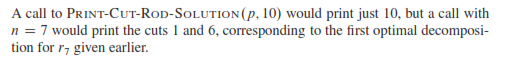 A call to PRINT-CUT-ROD-SOLUTION(p, 10) would print just 10, but a call with
n = 7 would print the cuts 1 and 6, corresponding to the first optimal decomposi-
tion for r₇ given earlier.